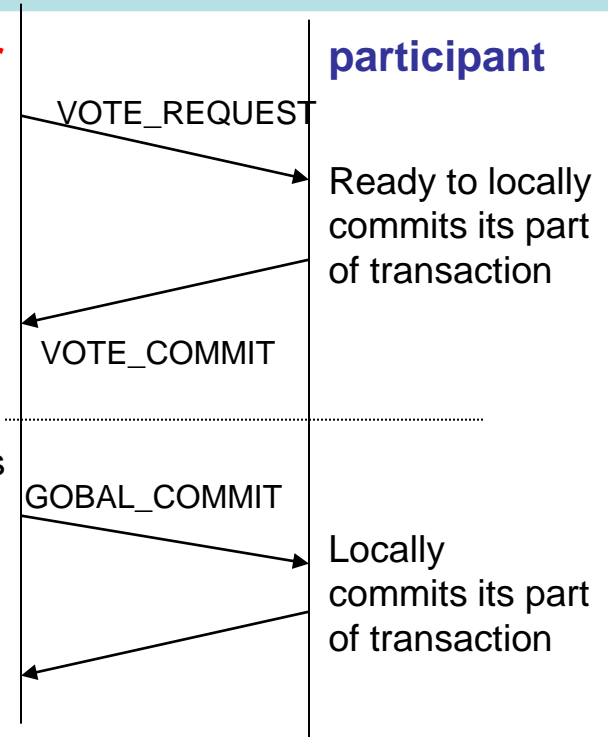 r
participant
VOTE_REQUEST
Ready to locally
commits its part
of transaction
VOTE_COMMIT
s
GOBAL_COMMIT
Locally
commits its part
of transaction